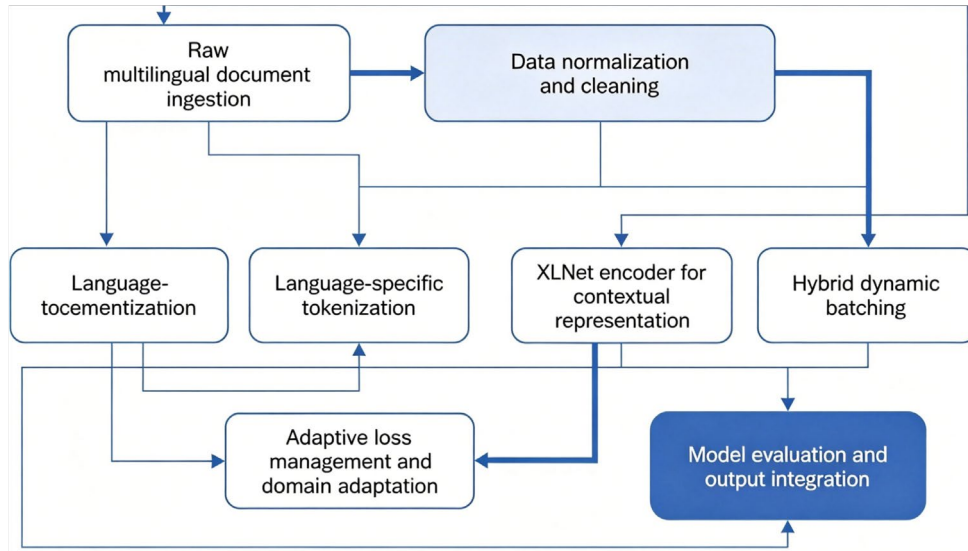 Raw
multilingual document
ingestion
Data normalization
and cleaning
Language-
tocementization
Language-specific
tokenization
XLNet encoder for
contextual
representation
Hybrid dynamic
batching
Adaptive loss
management and
domain adaptation
Model evaluation and
output integration